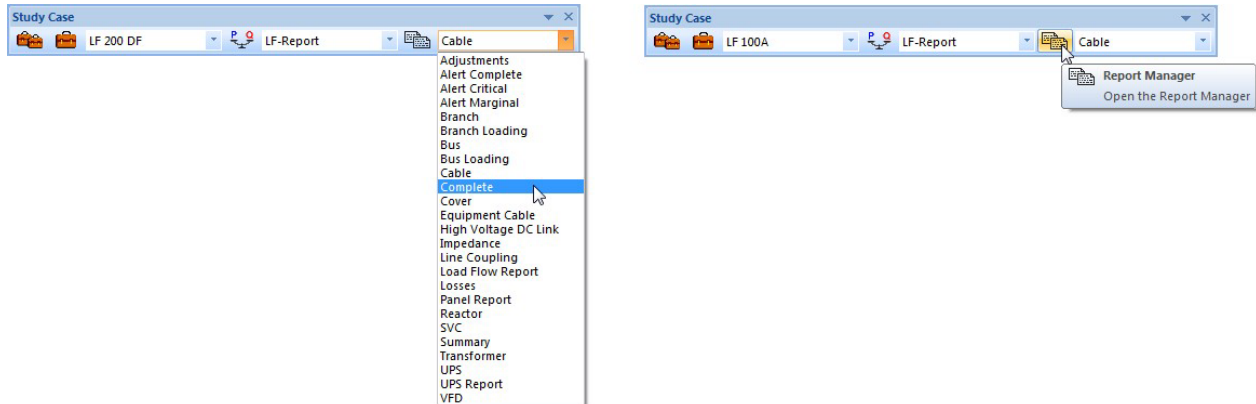 Study Case
LF 200 DF
P Q
LF-Report
Cable
Adjustments
Alert Complete
Alert Critical
Alert Marginal
Branch
Branch Loading
Bus
Bus Loading
Cable
Complete
Cover
Equipment Cable
High Voltage DC Link
Impedance
Line Coupling
Load Flow Report
Losses
Panel Report
Reactor
SVC
Summary
Transformer
UPS
UPS Report
VFD
Study Case
LF 100A
P Q
LF-Report
Cable
Report Manager
Open the Report Manager